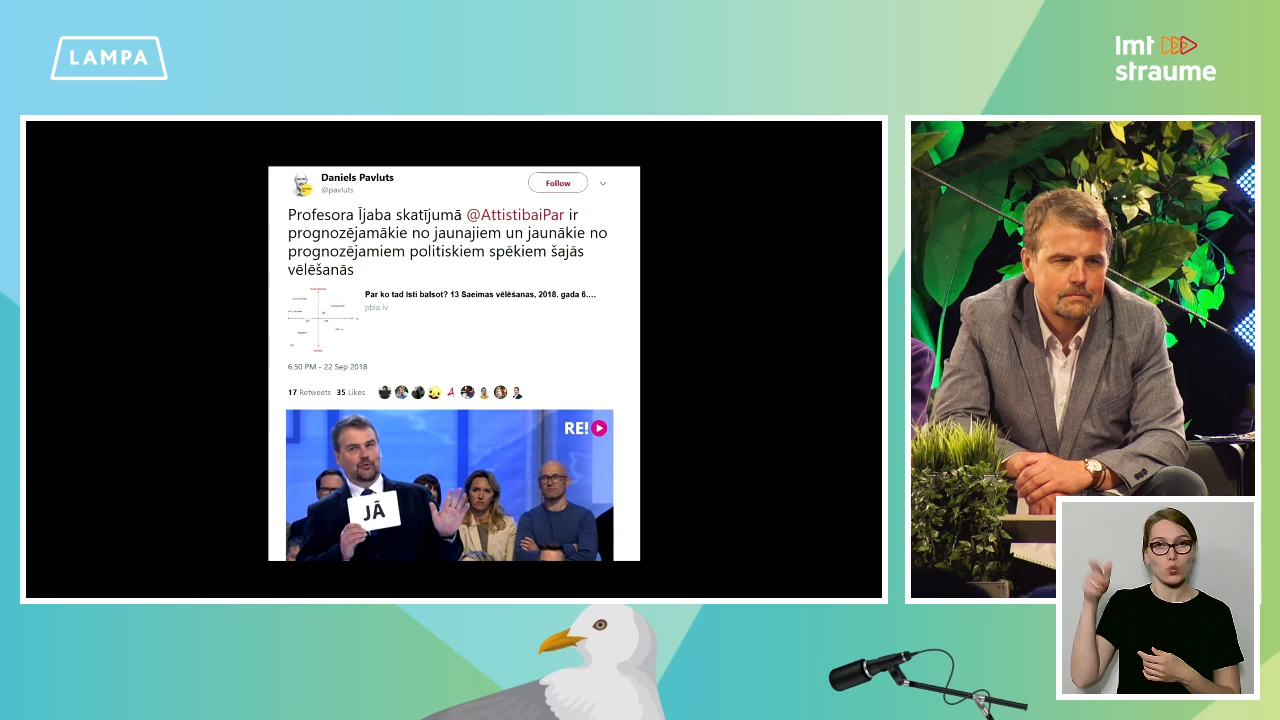 LAMPA
lmt
straume
Daniels Pavluts
@pavluts
Follow
Profesora Ījaba skatījumā @AttistibaiPar ir
prognozējamākie no jaunajiem un jaunākie no
prognozējamiem politiskiem spēkiem šajās
vēlēšanās
Par ko tad īsti balsot? 13 Saeimas vēlēšanas, 2018. gada 6....
pbla.lv
6:50 PM - 22 Sep 2018
17 Retweets 35 Likes
RE!
JĀ